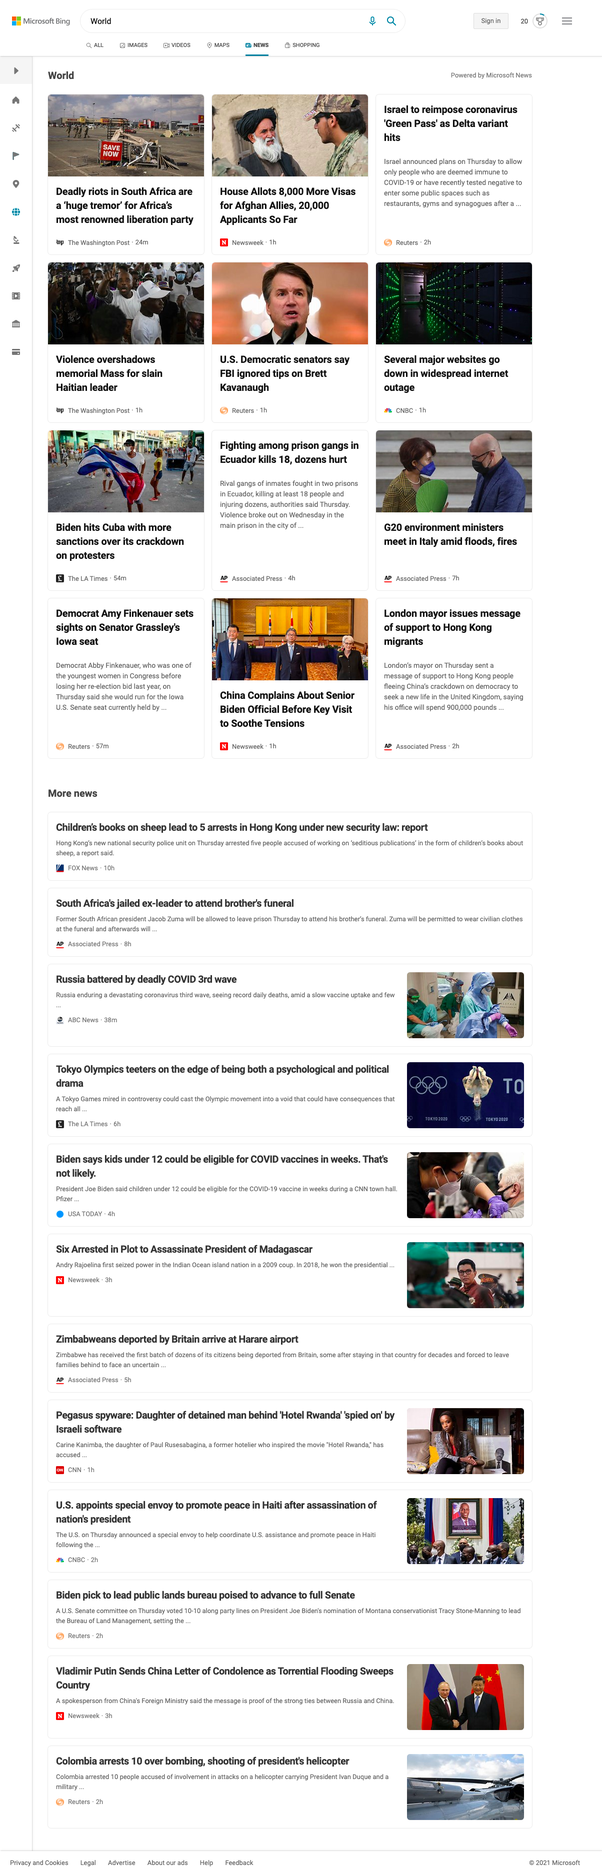 Microsoft Bing
World
Sign in
20
ALL
IMAGES
VIDEOS
MAPS
NEWS
SHOPPING
World
Powered by Microsoft News
SAVE
NOW
Deadly riots in South Africa are
a 'huge tremor' for Africa's
most renowned liberation party
The Washington Post · 24m
House Allots 8,000 More Visas
for Afghan Allies, 20,000
Applicants So Far
Newsweek · 1h
Israel to reimpose coronavirus
'Green Pass' as Delta variant
hits
Israel announced plans on Thursday to allow
only people who are deemed immune to
COVID-19 or have recently tested negative to
enter some public spaces such as
restaurants, gyms and synagogues after a ...
Reuters · 2h
Violence overshadows
memorial Mass for slain
Haitian leader
The Washington Post · 1h
U.S. Democratic senators say
FBI ignored tips on Brett
Kavanaugh
Reuters · 1h
Several major websites go
down in widespread internet
outage
CNBC · 1h
Biden hits Cuba with more
sanctions over its crackdown
on protesters
The LA Times · 54m
Fighting among prison gangs in
Ecuador kills 18, dozens hurt
Rival gangs of inmates fought in two prisons
in Ecuador, killing at least 18 people and
injuring dozens, authorities said Thursday.
Violence broke out on Wednesday in the
main prison in the city of ...
AP Associated Press · 4h
G20 environment ministers
meet in Italy amid floods, fires
AP Associated Press · 7h
Democrat Amy Finkenauer sets
sights on Senator Grassley's
Iowa seat
Democrat Abby Finkenauer, who was one of
the youngest women in Congress before
losing her re-election bid last year, on
Thursday said she would run for the Iowa
U.S. Senate seat currently held by ...
Reuters · 57m
China Complains About Senior
Biden Official Before Key Visit
to Soothe Tensions
Newsweek · 1h
London mayor issues message
of support to Hong Kong
migrants
London's mayor on Thursday sent a
message of support to Hong Kong people
fleeing China's crackdown on democracy to
seek a new life in the United Kingdom, saying
his office will spend 900,000 pounds ...
AP Associated Press · 2h
More news
Children's books on sheep lead to 5 arrests in Hong Kong under new security law: report
Hong Kong's new national security police unit on Thursday arrested five people accused of working on 'seditious publications' in the form of children's books about
sheep, a report said.
FOX News · 10h
South Africa's jailed ex-leader to attend brother's funeral
Former South African president Jacob Zuma will be allowed to leave prison Thursday to attend his brother's funeral. Zuma will be permitted to wear civilian clothes
at the funeral and afterwards will ...
AP Associated Press · 8h
Russia battered by deadly COVID 3rd wave
Russia enduring a devastating coronavirus third wave, seeing record daily deaths, amid a slow vaccine uptake and few
...
ABC News · 38m
Tokyo Olympics teeters on the edge of being both a psychological and political
drama
A Tokyo Games mired in controversy could cast the Olympic movement into a void that could have consequences that
reach all ...
The LA Times · 6h
TO
TOKYO 2020
TOKYO 2020
Biden says kids under 12 could be eligible for COVID vaccines in weeks. That's
not likely.
President Joe Biden said children under 12 could be eligible for the COVID-19 vaccine in weeks during a CNN town hall.
Pfizer ...
USA TODAY · 4h
Six Arrested in Plot to Assassinate President of Madagascar
Andry Rajoelina first seized power in the Indian Ocean island nation in a 2009 coup. In 2018, he won the presidential ...
Newsweek · 3h
Zimbabweans deported by Britain arrive at Harare airport
Zimbabwe has received the first batch of dozens of its citizens being deported from Britain, some after staying in that country for decades and forced to leave
families behind to face an uncertain ...
AP Associated Press · 5h
Pegasus spyware: Daughter of detained man behind 'Hotel Rwanda' 'spied on' by
Israeli software
Carine Kanimba, the daughter of Paul Rusesabagina, a former hotelier who inspired the movie "Hotel Rwanda," has
accused ...
CNN · 1h
U.S. appoints special envoy to promote peace in Haiti after assassination of
nation's president
The U.S. on Thursday announced a special envoy to help coordinate U.S. assistance and promote peace in Haiti
following the ...
CNBC · 2h
Biden pick to lead public lands bureau poised to advance to full Senate
A U.S. Senate committee on Thursday voted 10-10 along party lines on President Joe Biden's nomination of Montana conservationist Tracy Stone-Manning to lead
the Bureau of Land Management, setting the ...
Reuters · 2h
Vladimir Putin Sends China Letter of Condolence as Torrential Flooding Sweeps
Country
A spokesperson from China's Foreign Ministry said the message is proof of the strong ties between Russia and China.
Newsweek · 3h
Colombia arrests 10 over bombing, shooting of president's helicopter
Colombia arrested 10 people accused of involvement in attacks on a helicopter carrying President Ivan Duque and a
military ...
Reuters · 2h
Privacy and Cookies
Legal
Advertise
About our ads
Help
Feedback
© 2021 Microsoft